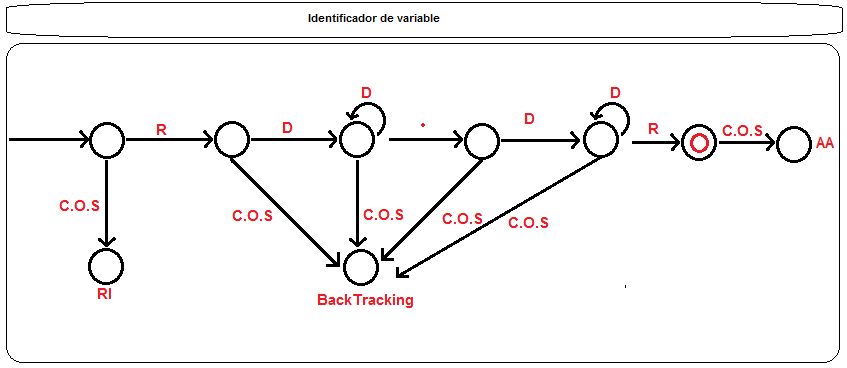 Identificador de variable
D
D
R
D
.
D
R
C.O.S
AA
C.O.S
C.O.S
C.O.S
C.O.S
C.O.S
RI
BackTracking